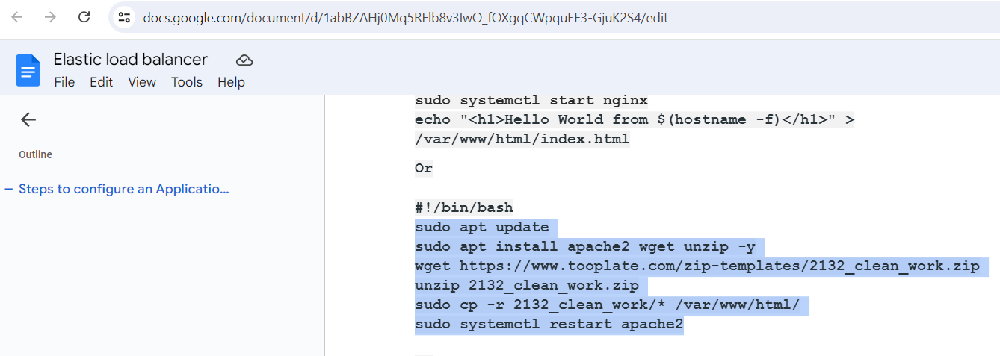 docs.google.com/document/d/1abBZAHj0Mq5RFlb8v3IwO_fOXgqCWpquEF3-GjuK2S4/edit
Elastic load balancer
File Edit View Tools Help
Outline
Steps to configure an Applicatio...
sudo systemctl start nginx
echo "<h1>Hello World from $(hostname -f)</h1>" >
/var/www/html/index.html
Or
#!/bin/bash
sudo apt update
sudo apt install apache2 wget unzip -y
wget https://www.tooplate.com/zip-templates/2132_clean_work.zip
unzip 2132_clean_work.zip
sudo cp -r 2132_clean_work/* /var/www/html/
sudo systemctl restart apache2